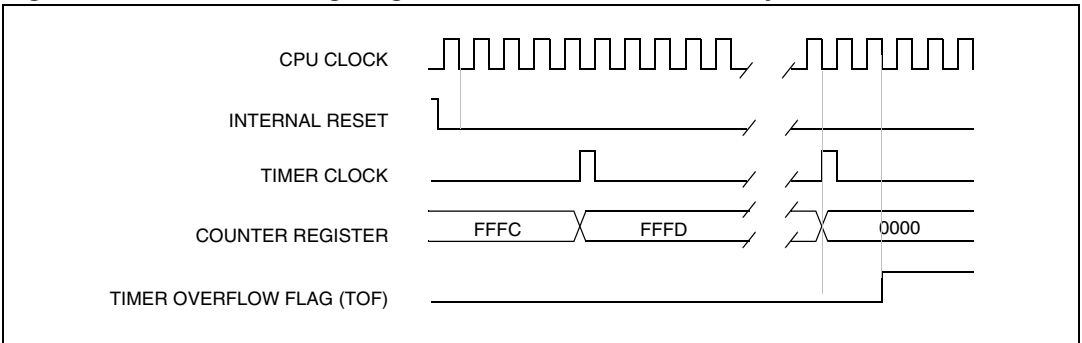 CPU CLOCK
INTERNAL RESET
TIMER CLOCK
COUNTER REGISTER FFFC FFFD 0000
TIMER OVERFLOW FLAG (TOF)